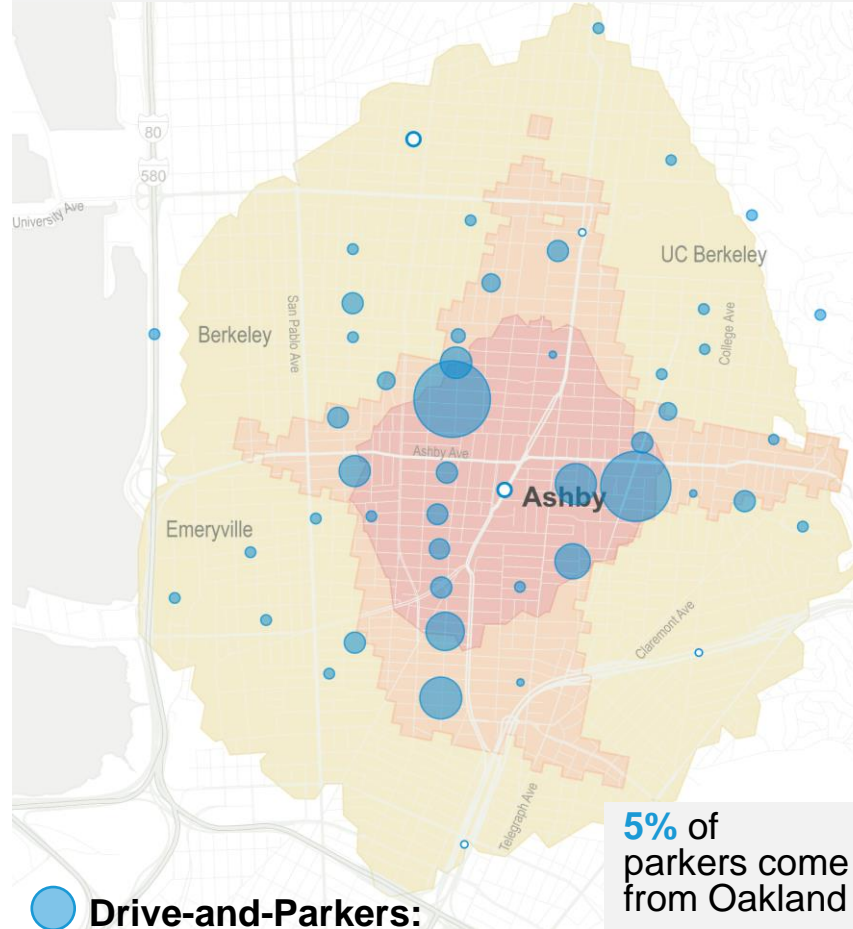 80
580
University Ave
UC Berkeley
San Pablo Ave
College Ave
Berkeley
Ashby Ave
Ashby
Emeryville
Claremont Ave
Telegraph Ave
5% of
parkers come
from Oakland
Drive-and-Parkers: